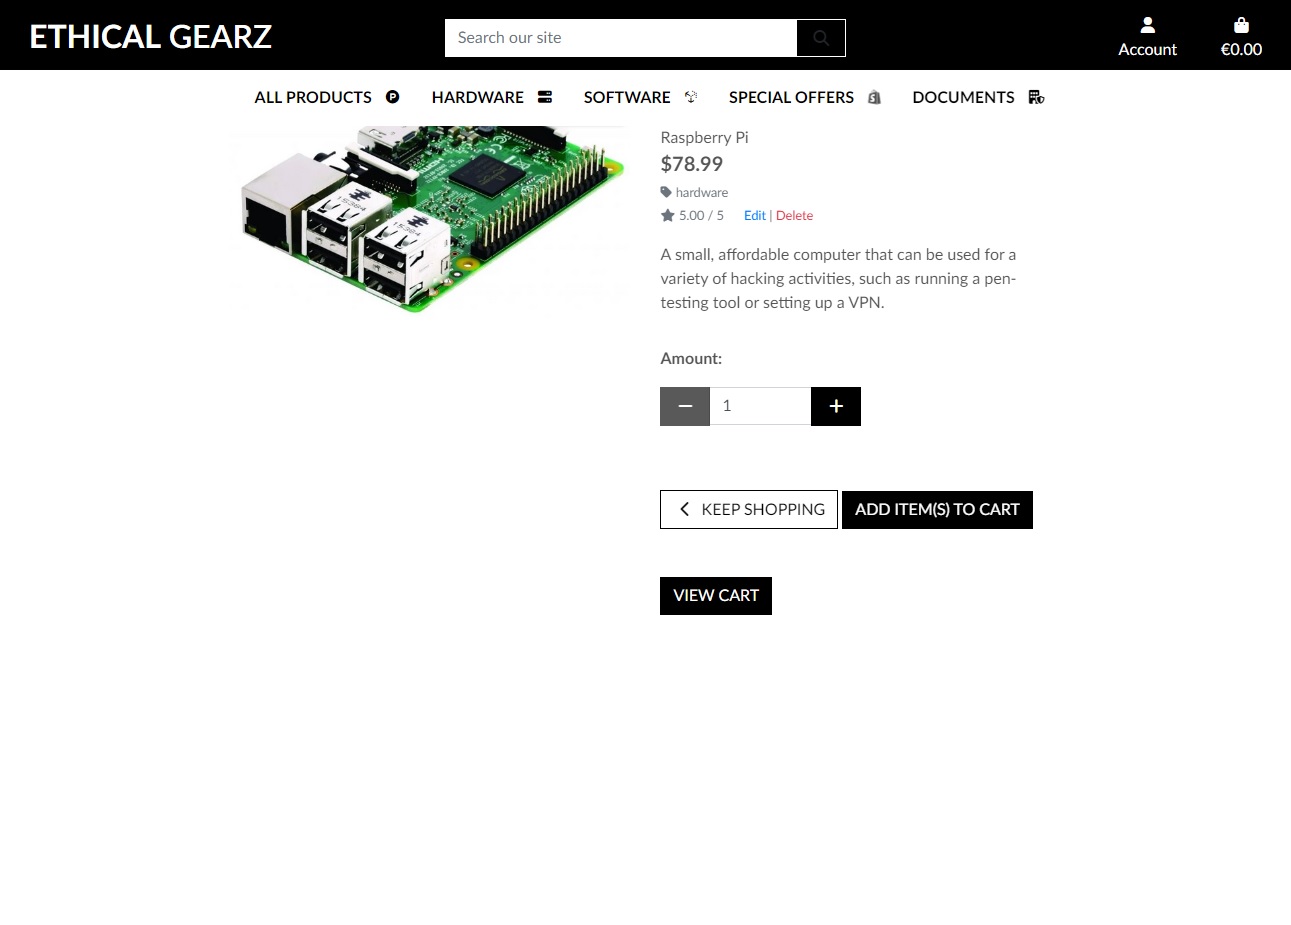 ETHICAL GEARZ
Search our site
Account
€0.00
ALL PRODUCTS
HARDWARE
SOFTWARE
SPECIAL OFFERS
DOCUMENTS
Raspberry Pi
$78.99
hardware
5.00 / 5 Edit | Delete
A small, affordable computer that can be used for a
variety of hacking activities, such as running a pen-
testing tool or setting up a VPN.
Amount:
1
KEEP SHOPPING
ADD ITEM(S) TO CART
VIEW CART